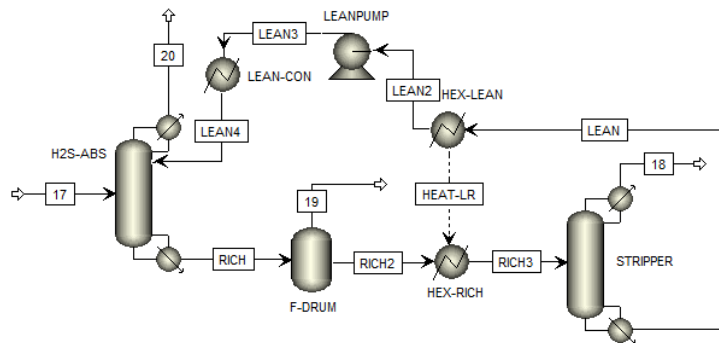 LEANPUMP
LEAN3
20
LEAN-CON
LEAN2
HEX-LEAN
LEAN4
LEAN
H2S-ABS
17
18
19
HEAT-LR
RICH
RICH2
RICH3
STRIPPER
F-DRUM
HEX-RICH